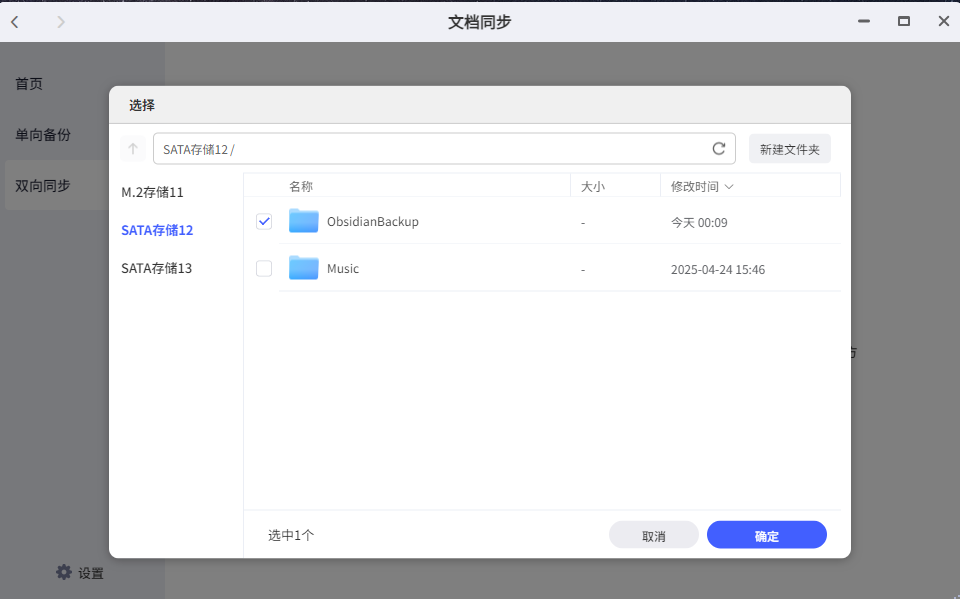 文档同步
首页
单向备份
双向同步
设置
选择
SATA存储12 /
新建文件夹
M.2存储11
SATA存储12
SATA存储13
名称 大小 修改时间
ObsidianBackup - 今天 00:09
Music - 2025-04-24 15:46
选中1个
取消 确定